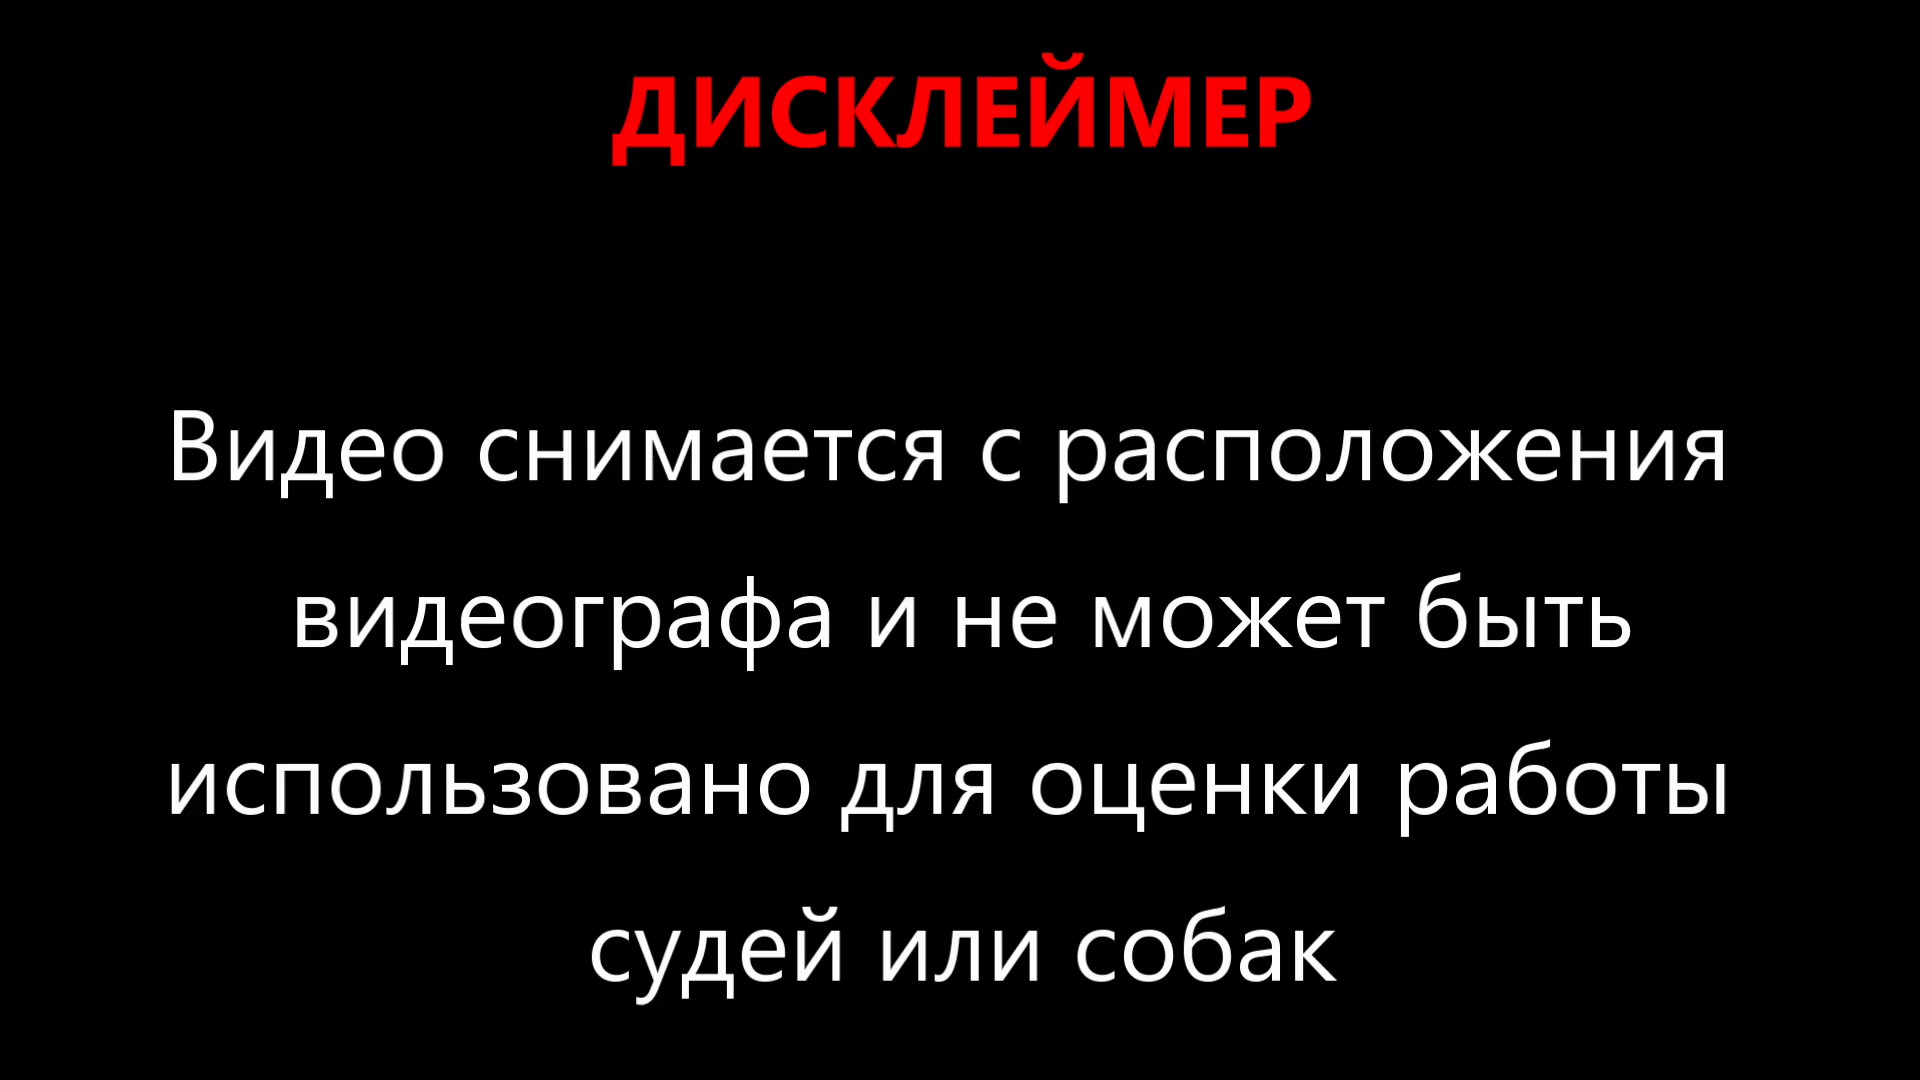 ДИСКЛЕЙМЕР
Видео снимается с расположения
видеографа и не может быть
использовано для оценки работы
судей или собак